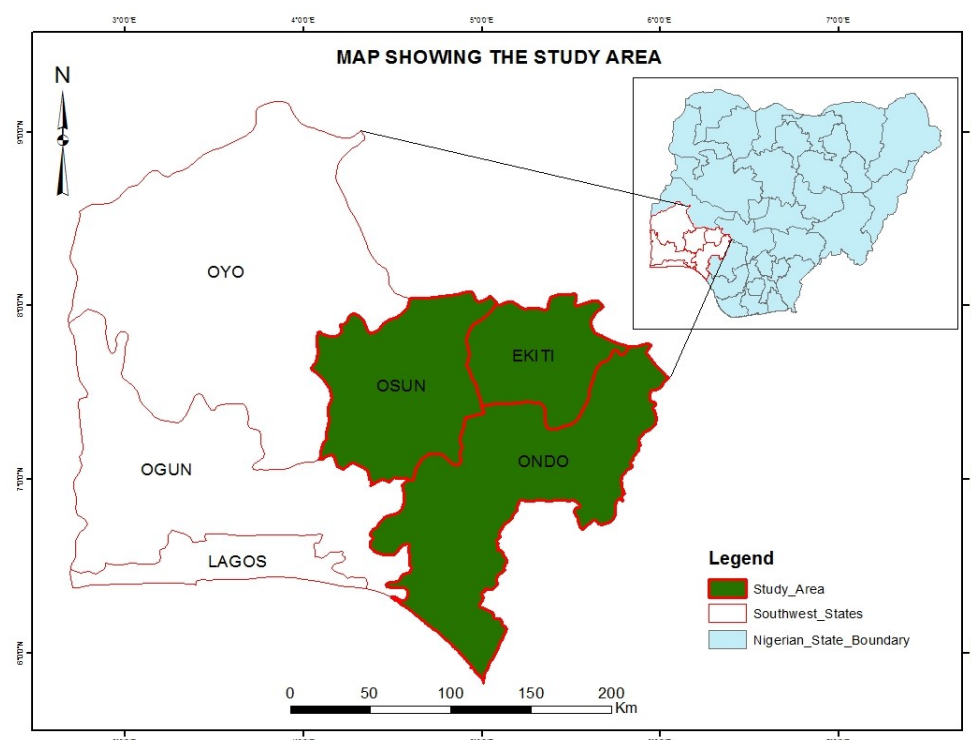 3°0'0"E 4°0'0"E 5°0'0"E 6°0'0"E 7°0'0"E
MAP SHOWING THE STUDY AREA
N
9°0'0"N
OYO
8°0'0"N
EKITI
OSUN
ONDO
OGUN
7°0'0"N
LAGOS
Legend
Study_Area
Southwest_States
Nigerian_State_Boundary
6°0'0"N
0 50 100 150 200
Km